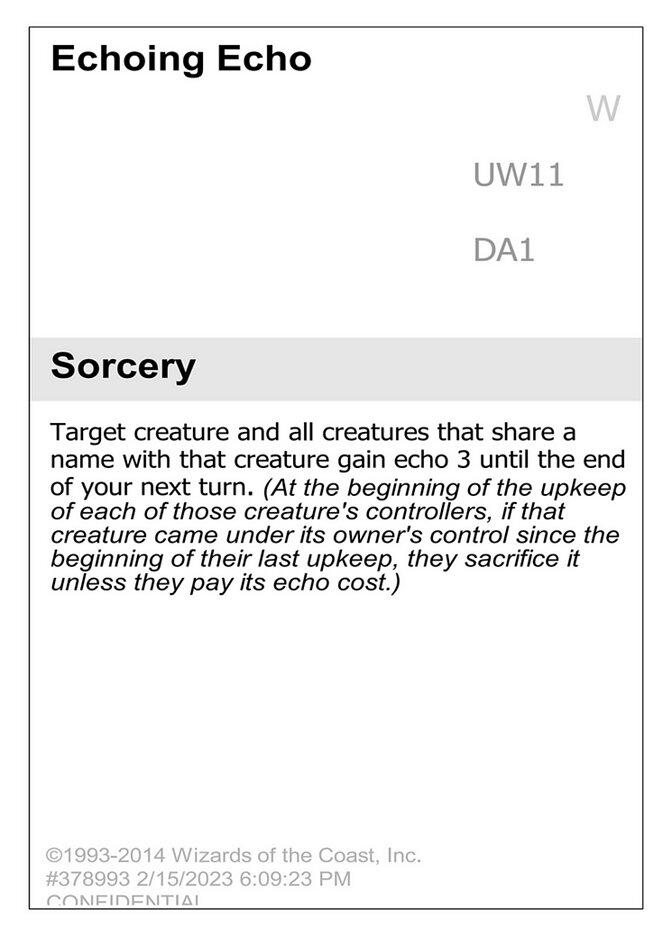 Echoing Echo
W
UW11
DA1
Sorcery
Target creature and all creatures that share a
name with that creature gain echo 3 until the end
of your next turn. (At the beginning of the upkeep
of each of those creature's controllers, if that
creature came under its owner's control since the
beginning of their last upkeep, they sacrifice it
unless they pay its echo cost.)
©1993-2014 Wizards of the Coast, Inc.
#378993 2/15/2023 6:09:23 PM
CONFIDENTIAL